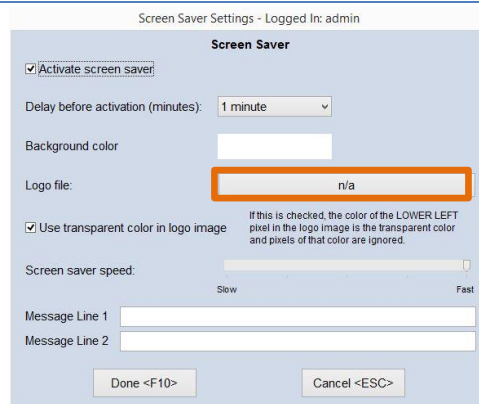 Screen Saver Settings - Logged In: admin
Screen Saver
Activate screen saver
Delay before activation (minutes): 1 minute
Background color
Logo file: n/a
Use transparent color in logo image
If this is checked, the color of the LOWER LEFT
pixel in the logo image is the transparent color
and pixels of that color are ignored.
Screen saver speed:
Slow Fast
Message Line 1
Message Line 2
Done <F10> Cancel <ESC>